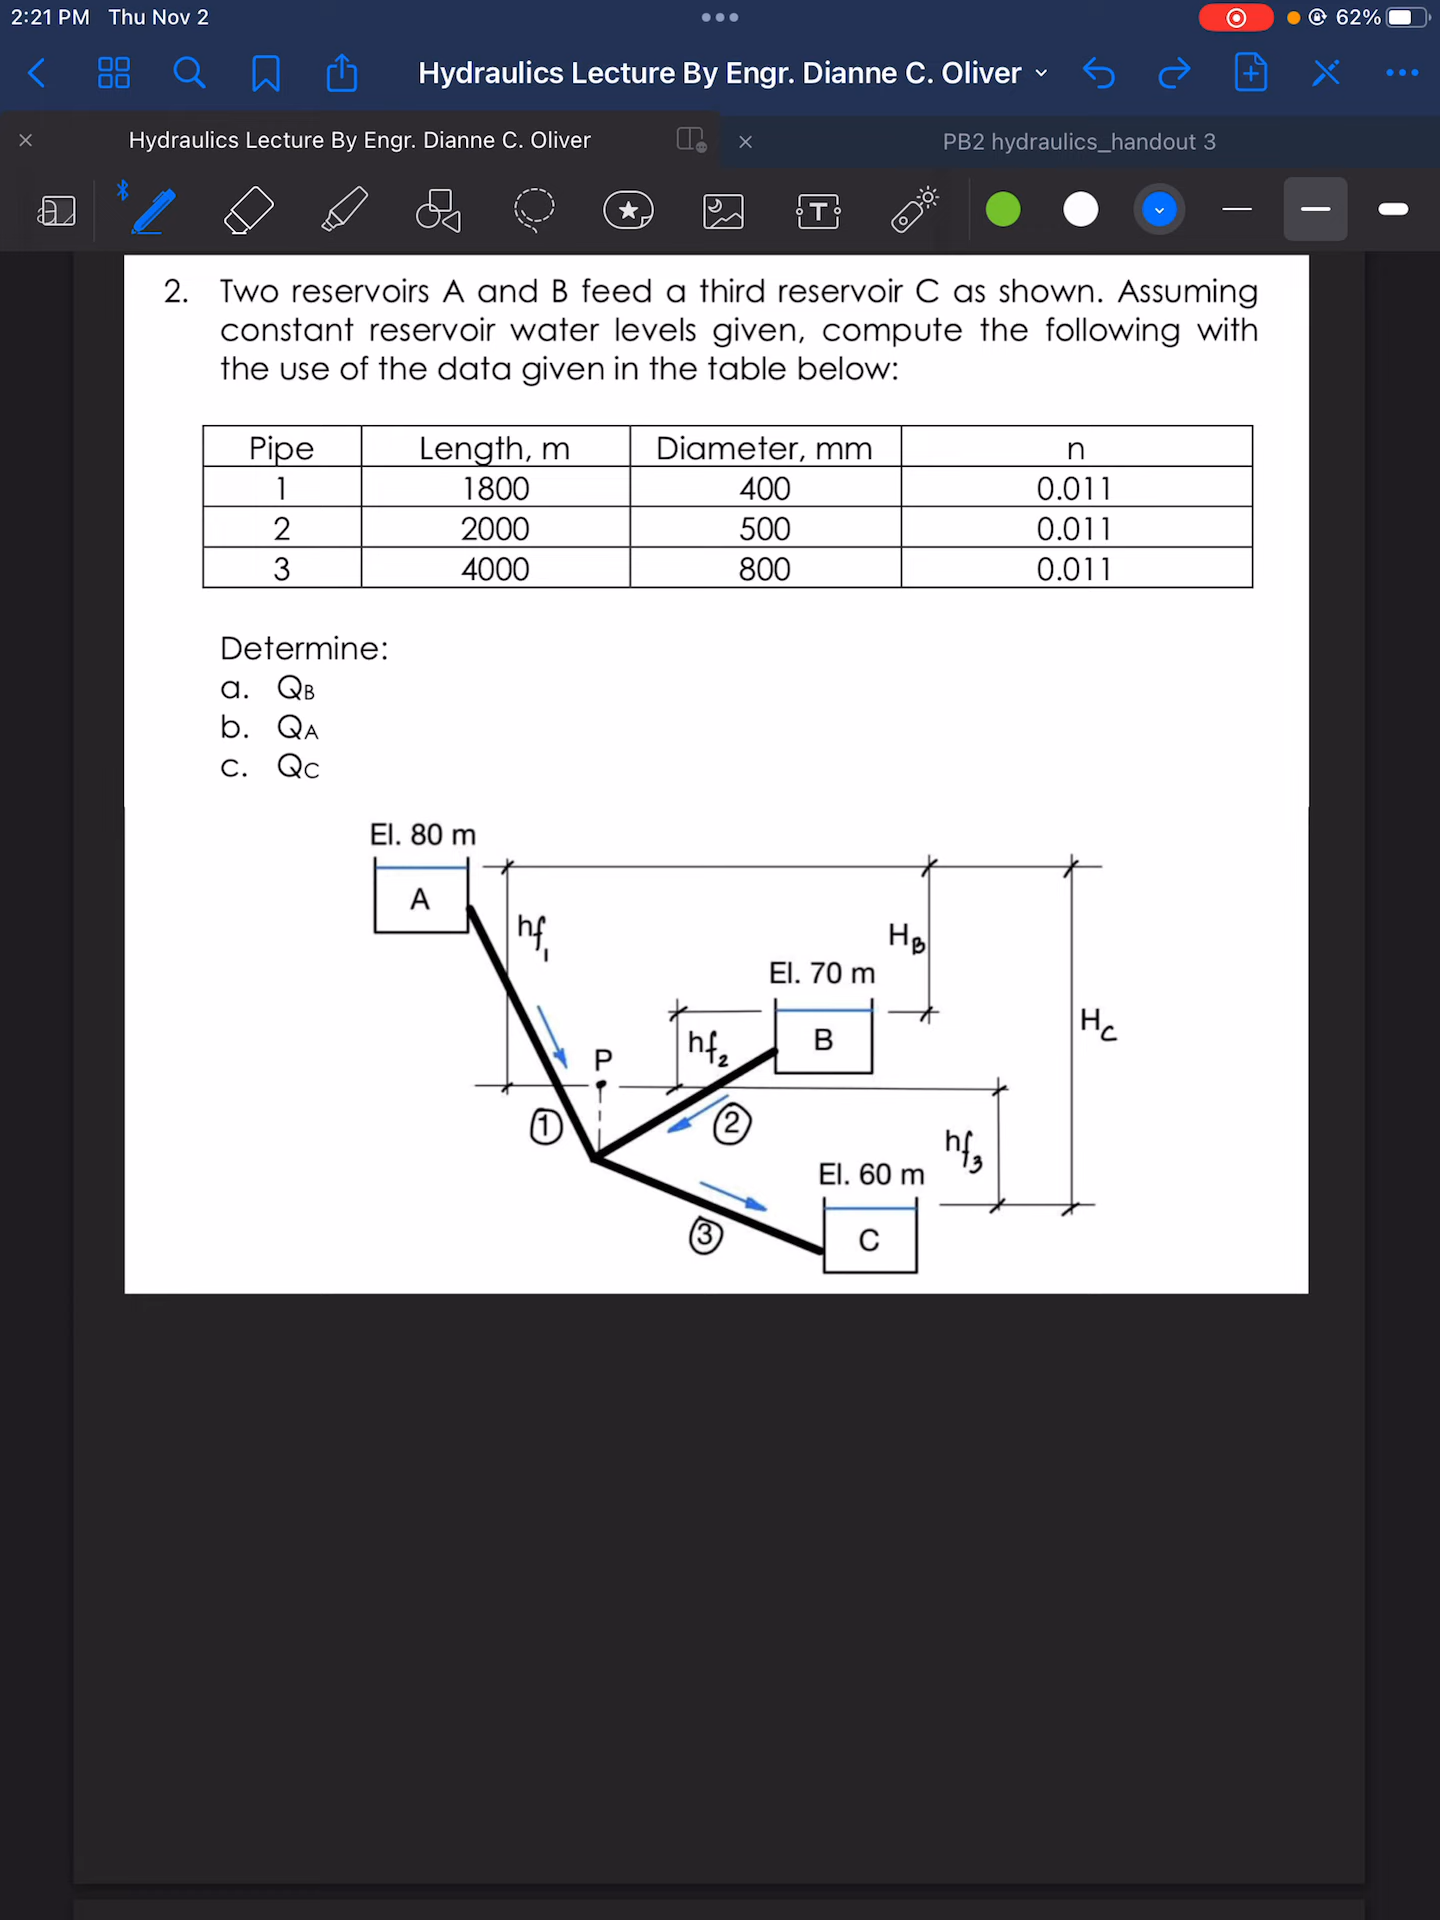 2:21 PM Thu Nov 2
62%
Hydraulics Lecture By Engr. Dianne C. Oliver
Hydraulics Lecture By Engr. Dianne C. Oliver
PB2 hydraulics_handout 3
2. Two reservoirs A and B feed a third reservoir C as shown. Assuming
constant reservoir water levels given, compute the following with
the use of the data given in the table below:
Pipe Length, m Diameter, mm n
1 1800 400 0.011
2 2000 500 0.011
3 4000 800 0.011
Determine:
a. QB
b. QA
c. QC
El. 80 m
A
hf1
HB
El. 70 m
HC
hf2
B
P
1
2
hf3
El. 60 m
3
C